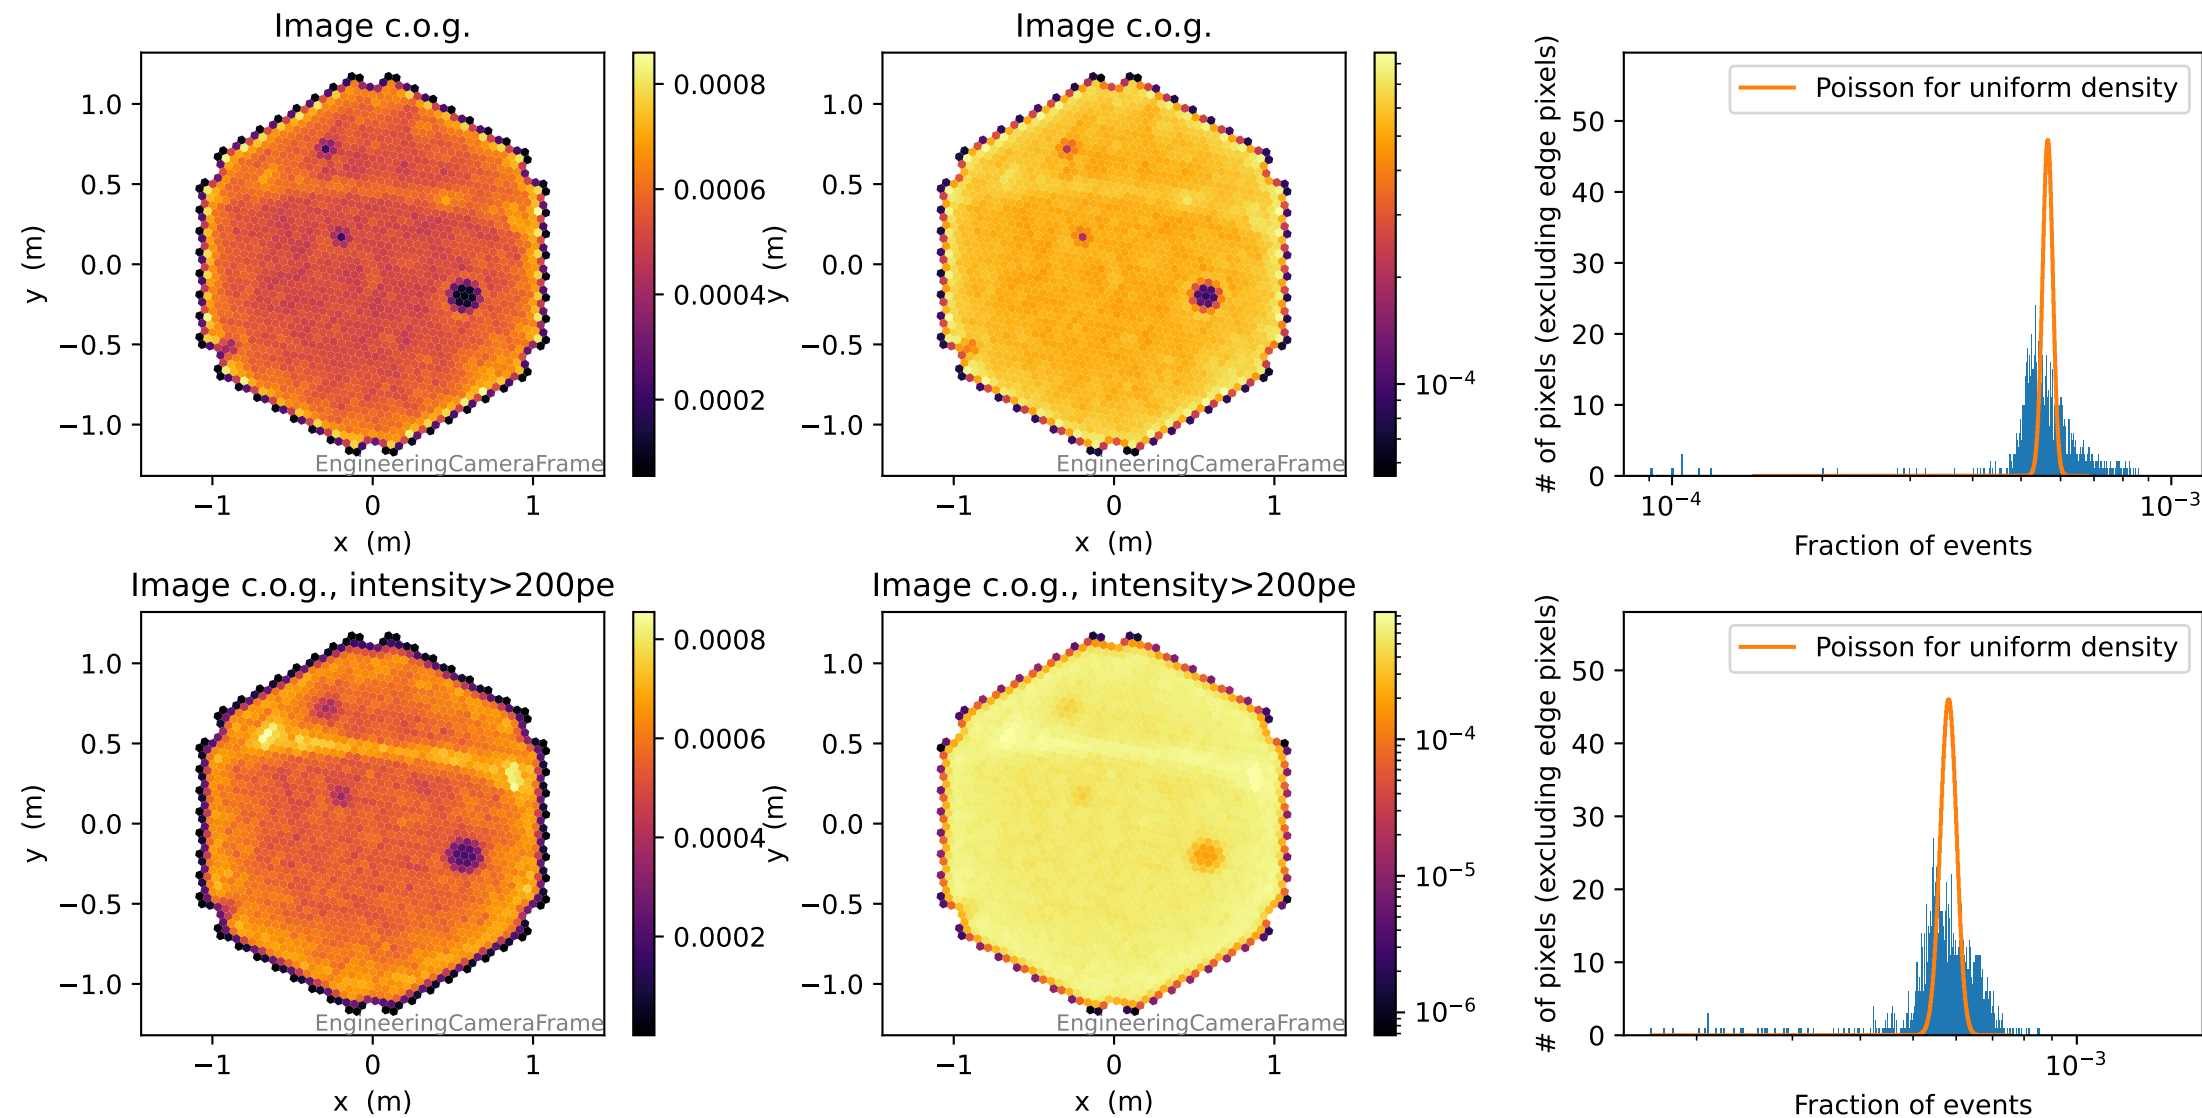 Image c.o.g.
1.0
0.5
0.0
−0.5
−1.0
y (m)
−1
0
1
x (m)
EngineeringCameraFrame
0.0008
0.0006
0.0004
0.0002
Image c.o.g.
1.0
0.5
0.0
−0.5
−1.0
y (m)
−1
0
1
x (m)
EngineeringCameraFrame
10⁻⁴
Poisson for uniform density
50
40
30
20
10
0
# of pixels (excluding edge pixels)
10⁻⁴
10⁻³
Fraction of events
Image c.o.g., intensity>200pe
1.0
0.5
0.0
−0.5
−1.0
y (m)
−1
0
1
x (m)
EngineeringCameraFrame
0.0008
0.0006
0.0004
0.0002
Image c.o.g., intensity>200pe
1.0
0.5
0.0
−0.5
−1.0
y (m)
−1
0
1
x (m)
EngineeringCameraFrame
10⁻⁴
10⁻⁵
10⁻⁶
Poisson for uniform density
50
40
30
20
10
0
# of pixels (excluding edge pixels)
10⁻³
Fraction of events